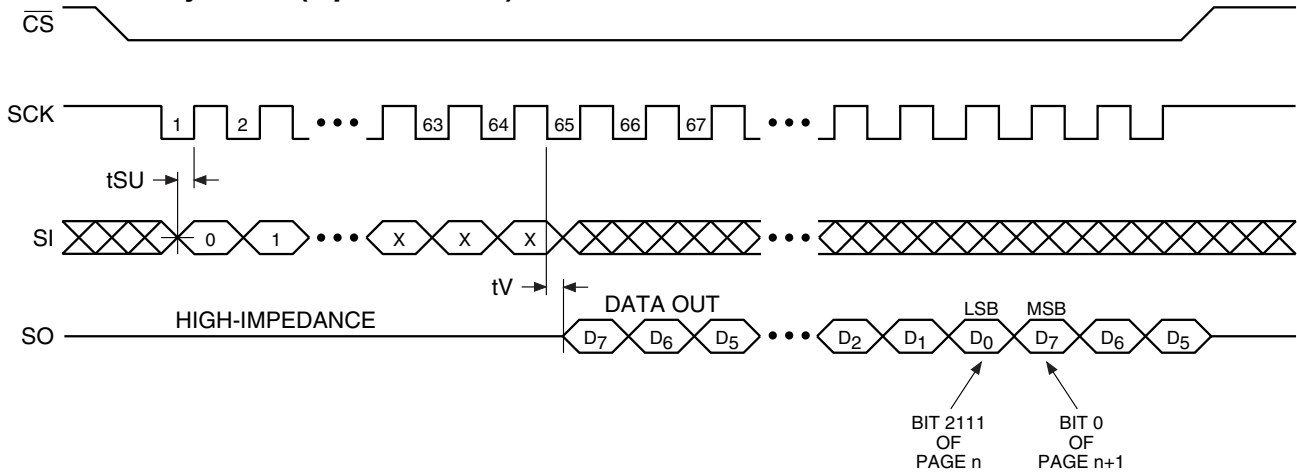 CS
SCK 1 2 ••• 63 64 65 66 67 •••
tSU
SI 0 1 ••• X X X •••
tV
DATA OUT
HIGH-IMPEDANCE
LSB MSB
SO D7 D6 D5 ••• D2 D1 D0 D7 D6 D5
BIT 2111
OF
PAGE n
BIT 0
OF
PAGE n+1